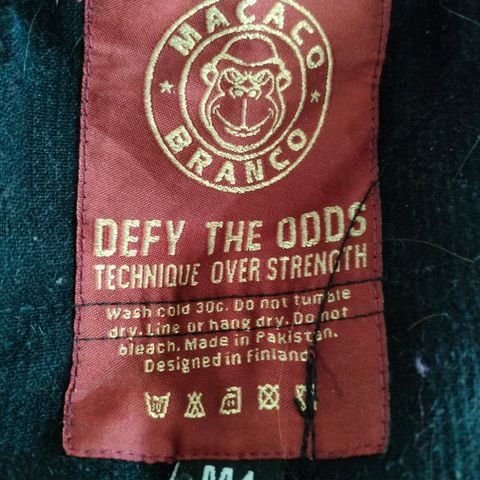 MACACO
BRANCO
DEFY THE ODDS
TECHNIQUE OVER STRENGTH
Wash cold 30c. Do not tumble
dry. Line or hang dry. Do not
bleach. Made in Pakistan.
Designed in finland